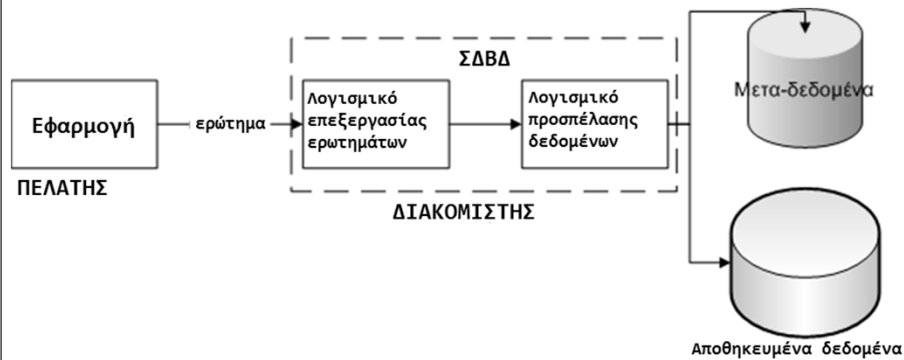 ΣΔΒΔ
Εφαρμογή
ερώτημα
Λογισμικό
επεξεργασίας
ερωτημάτων
Λογισμικό
προσπέλασης
δεδομένων
Μετα-δεδομένα
ΠΕΛΑΤΗΣ
ΔΙΑΚΟΜΙΣΤΗΣ
Αποθηκευμένα δεδομένα